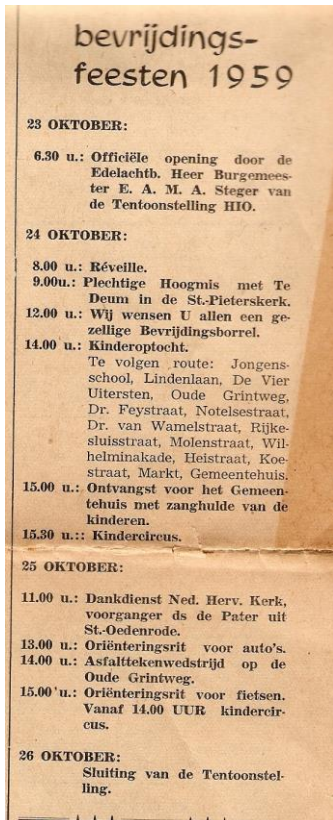 bevrijdings-
feesten 1959
23 OKTOBER:
6.30 u.: Officiële opening door de
Edelachtb. Heer Burgemees-
ter E. A. M. A. Steger van
de Tentoonstelling HIO.
24 OKTOBER:
8.00 u.: Réveille.
9.00u.: Plechtige Hoogmis met Te
Deum in de St.-Pieterskerk.
12.00 u.: Wij wensen U allen een ge-
zellige Bevrijdingsborrel.
14.00 u.: Kinderoptocht.
Te volgen route: Jongens-
school, Lindenlaan, De Vier
Uitersten, Oude Grintweg,
Dr. Feystraat, Notelsestraat,
Dr. van Wamelstraat, Rijke-
sluisstraat, Molenstraat, Wil-
helminakade, Heistraat, Koe-
straat, Markt, Gemeentehuis.
15.00 u.: Ontvangst voor het Gemeen-
tehuis met zanghulde van de
kinderen.
15.30 u.:: Kindercircus.
25 OKTOBER:
11.00 u.: Dankdienst Ned. Herv. Kerk,
voorganger ds de Pater uit
St.-Oedenrode.
13.00 u.: Oriënteringsrit voor auto's.
14.00 u.: Asfalttekenwedstrijd op de
Oude Grintweg.
15.00 'u.: Oriënteringsrit voor fietsen.
Vanaf 14.00 UUR kindercir-
cus.
26 OKTOBER:
Sluiting van de Tentoonstel-
ling.